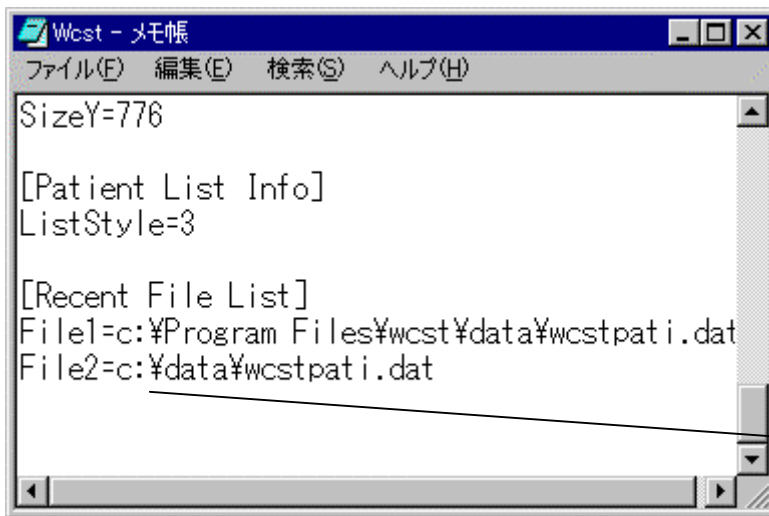 Wcst - メモ帳
ファイル(F) 編集(E) 検索(S) ヘルプ(H)
SizeY=776
[Patient List Info]
ListStyle=3
[Recent File List]
File1=c:¥Program Files¥wcst¥data¥wcstpati.dat
File2=c:¥data¥wcstpati.dat